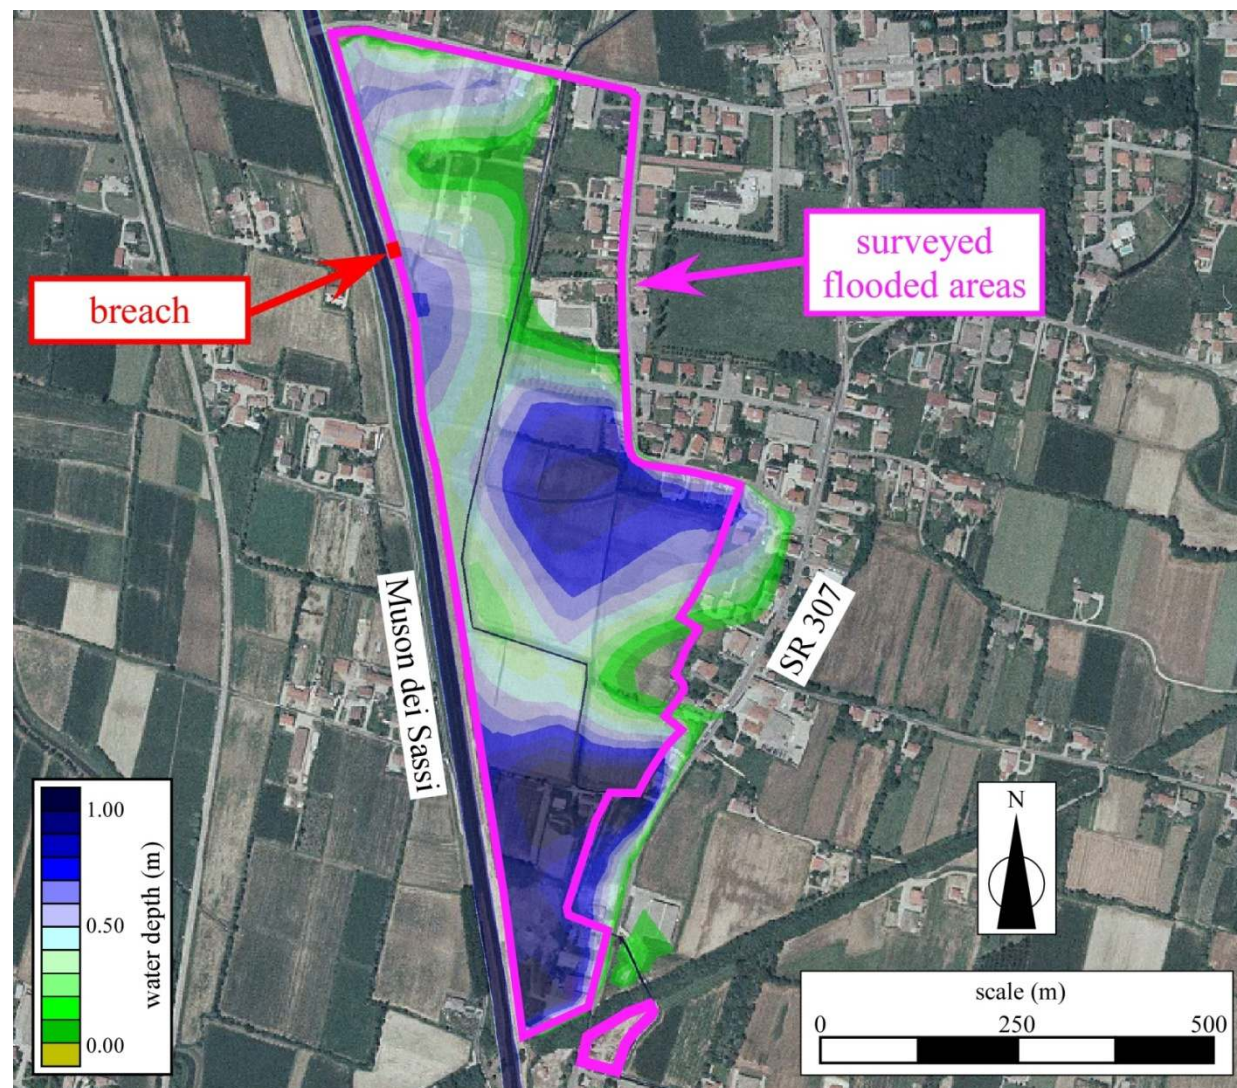 surveyed
flooded areas
breach
Muson dei Sassi
SR 307
1.00
0.50
0.00
water depth (m)
N
scale (m)
0 250 500